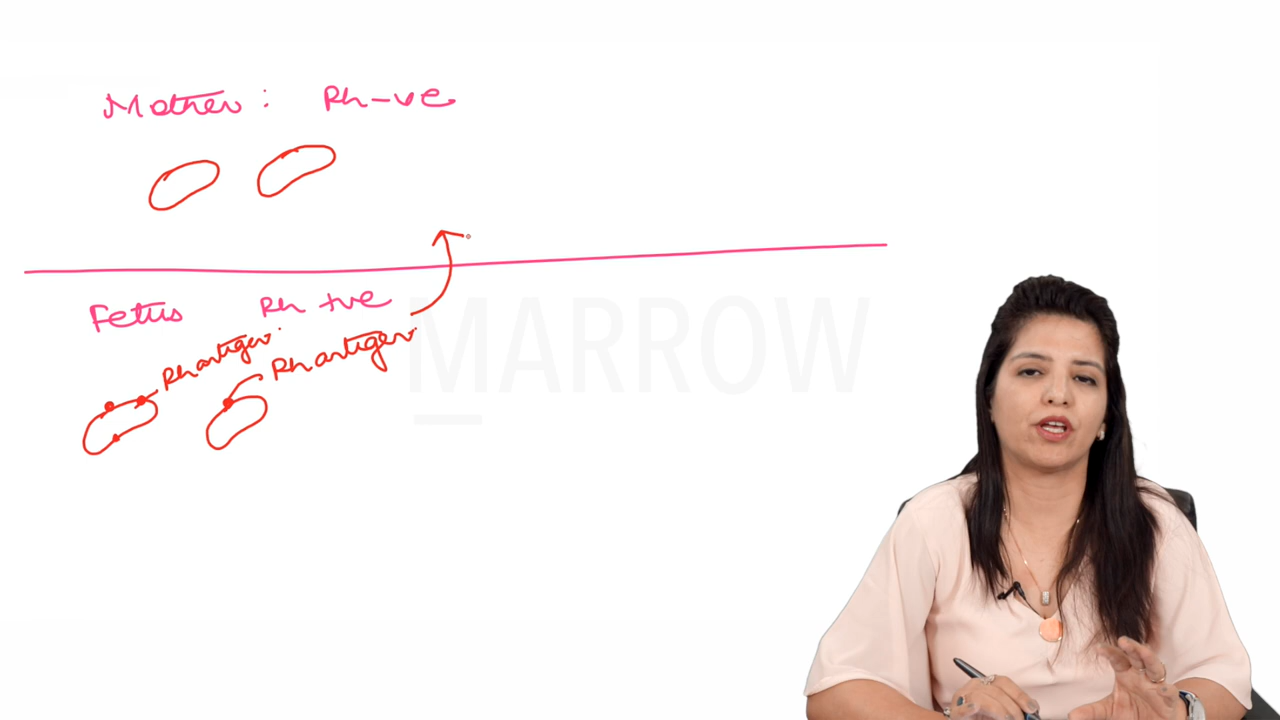 Mother : Rh-ve
Fetus Rh +ve
Rh antigen
Rh antigen
MARROW